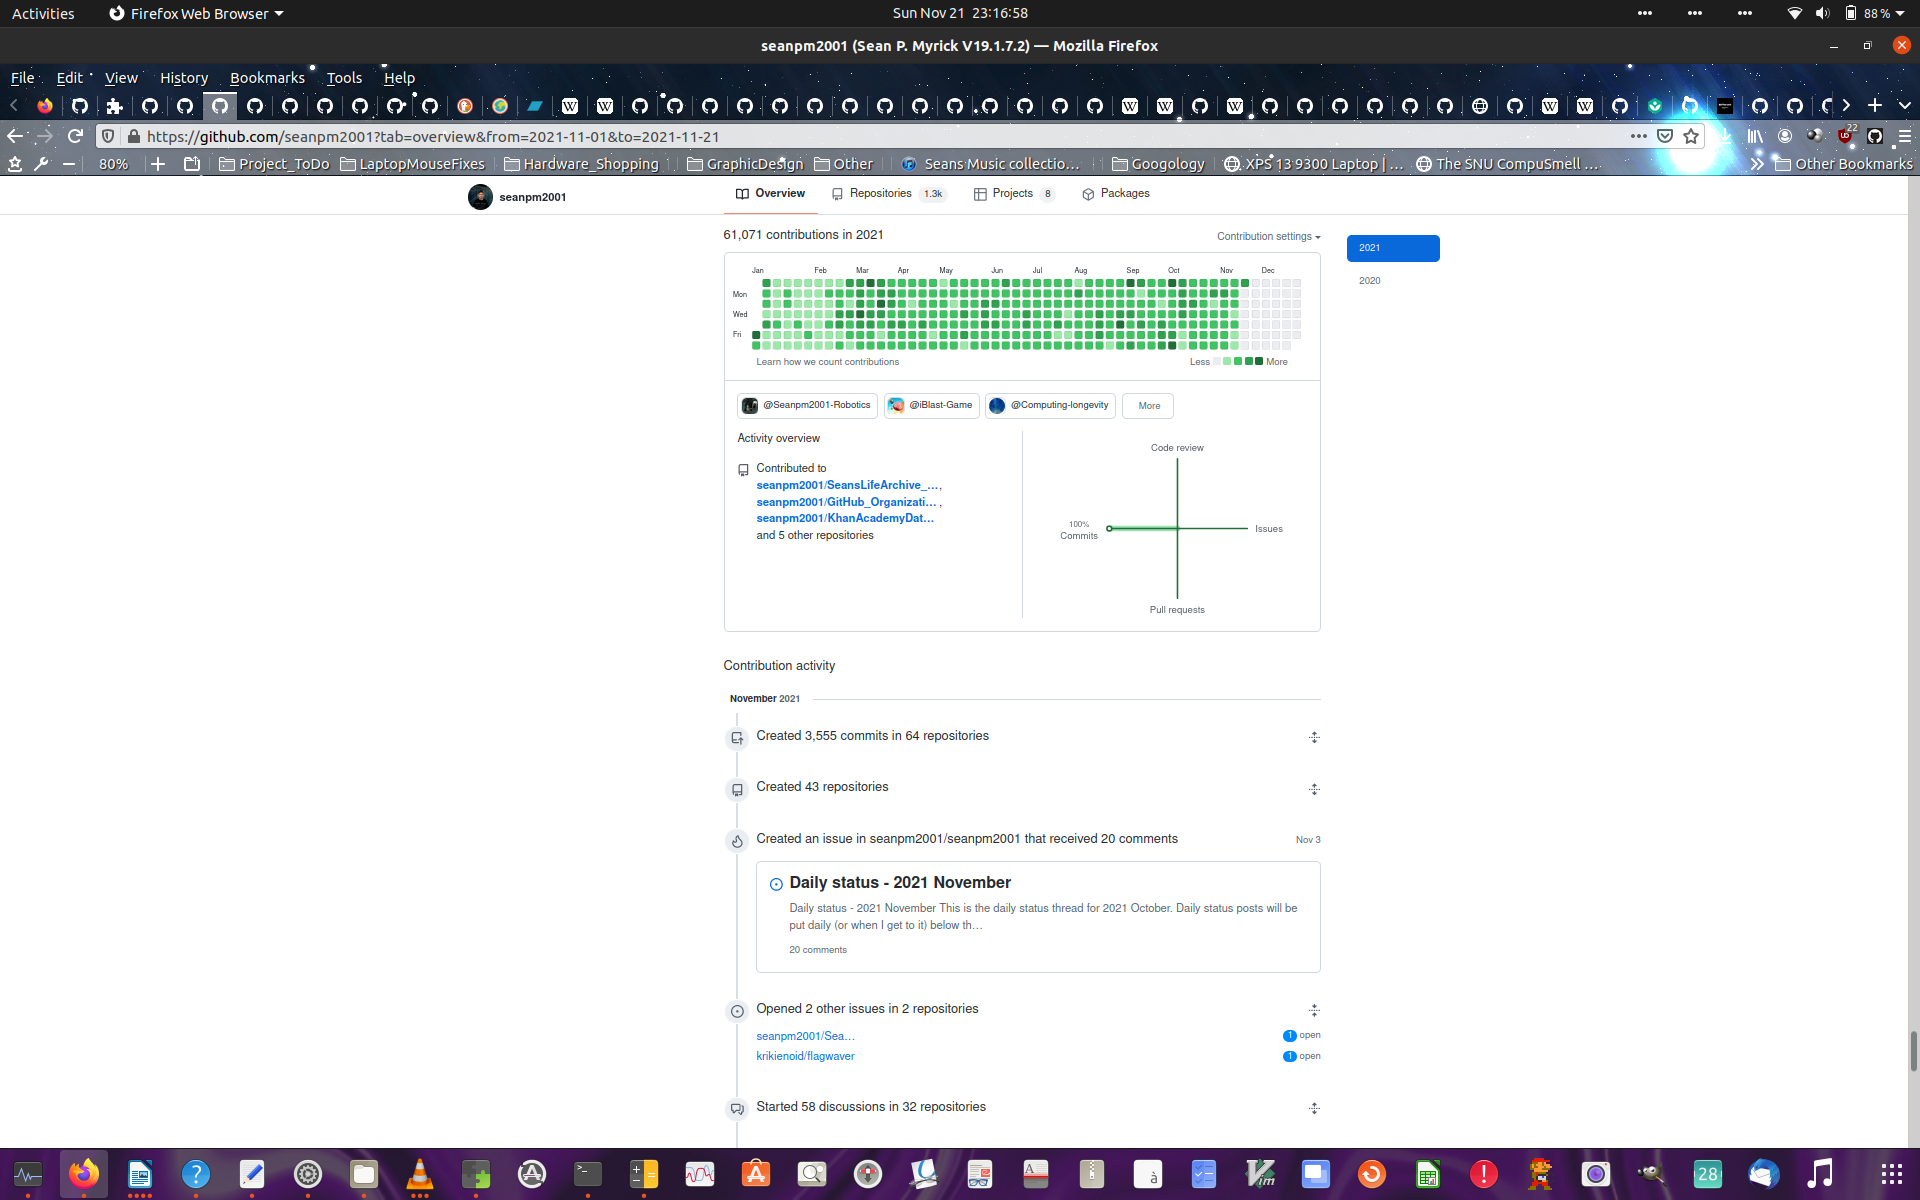 Activities
Firefox Web Browser
Sun Nov 21 23:16:58
88 %
seanpm2001 (Sean P. Myrick V19.1.7.2) — Mozilla Firefox
File Edit View History Bookmarks Tools Help
https://github.com/seanpm2001?tab=overview&from=2021-11-01&to=2021-11-21
22
80%
Project_ToDo
LaptopMouseFixes
Hardware_Shopping
GraphicDesign
Other
Seans Music collectio…
Googology
XPS 13 9300 Laptop | …
The SNU CompuSmell …
Other Bookmarks
seanpm2001
Overview
Repositories 1.3k
Projects 8
Packages
61,071 contributions in 2021
Contribution settings
2021
2020
Jan Feb Mar Apr May Jun Jul Aug Sep Oct Nov Dec
Mon
Wed
Fri
Learn how we count contributions
Less More
@Seanpm2001-Robotics
@iBlast-Game
@Computing-longevity
More
Activity overview
Contributed to
seanpm2001/SeansLifeArchive_…,
seanpm2001/GitHub_Organizati… ,
seanpm2001/KhanAcademyDat…
and 5 other repositories
Code review
100%
Commits
Issues
Pull requests
Contribution activity
November 2021
Created 3,555 commits in 64 repositories
Created 43 repositories
Created an issue in seanpm2001/seanpm2001 that received 20 comments
Nov 3
Daily status - 2021 November
Daily status - 2021 November This is the daily status thread for 2021 October. Daily status posts will be
put daily (or when I get to it) below th…
20 comments
Opened 2 other issues in 2 repositories
seanpm2001/Sea…
1 open
krikienoid/flagwaver
1 open
Started 58 discussions in 32 repositories
28